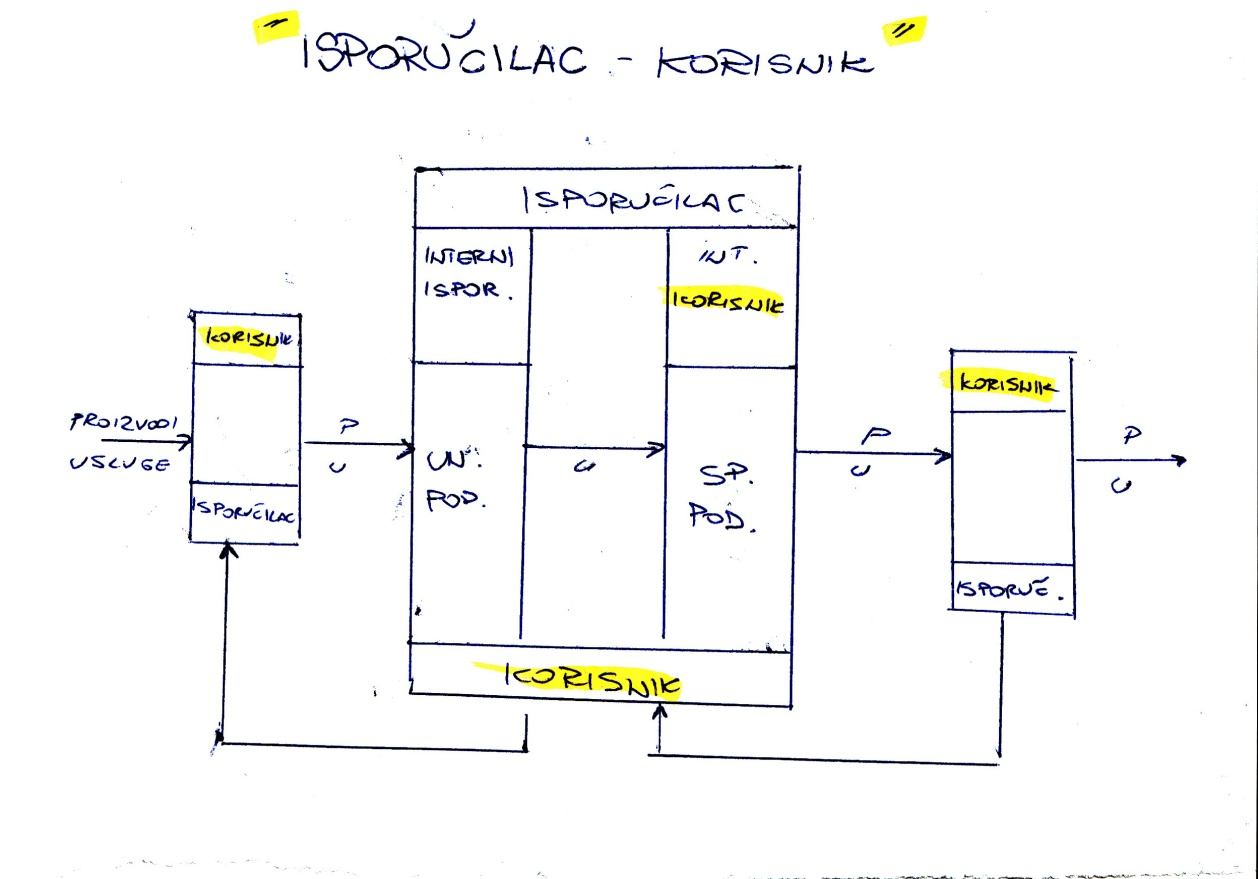 "ISPORUČILAC - KORISNIK"
ISPORUČILAC
INTERNI
ISPOR.
INT.
KORISNIK
KORISNIK
KORISNIK
PROIZVODI
USLUGE
P
U
UN.
POD.
U
SP.
POD.
P
U
P
U
ISPORUČILAC
ISPORUČ.
KORISNIK